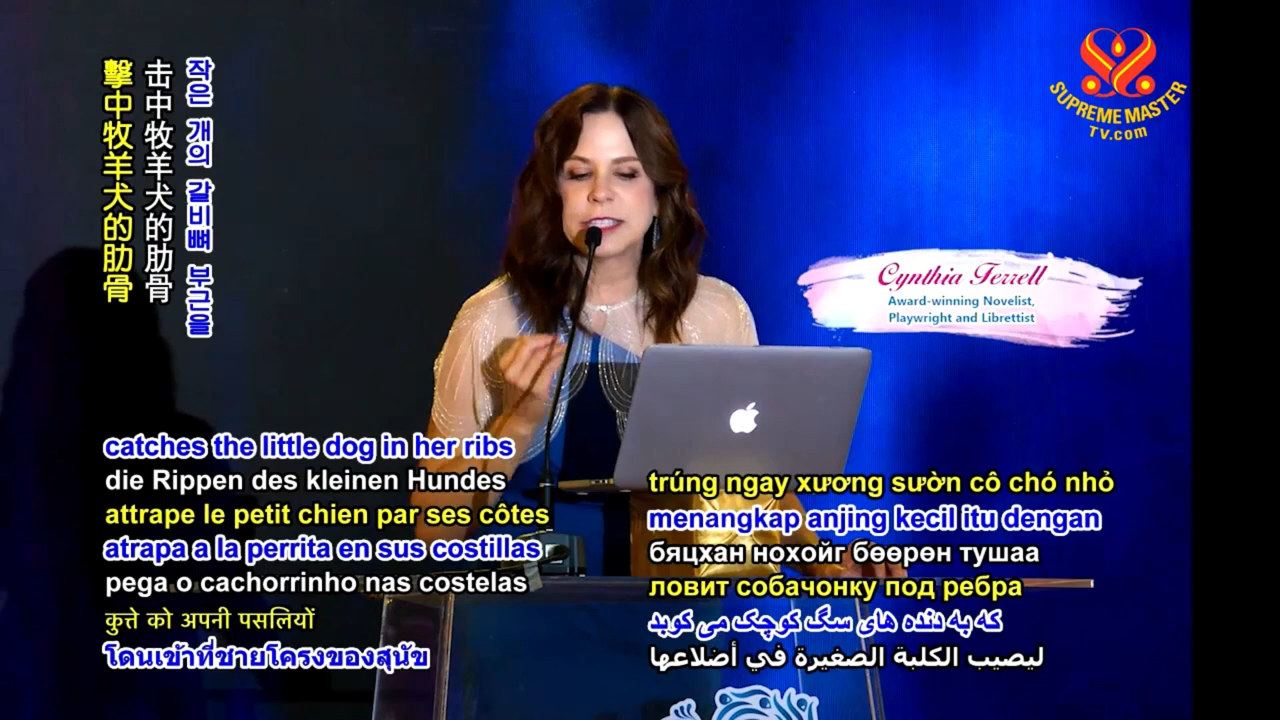 擊中牧羊犬的肋骨
击中牧羊犬的肋骨
작은 개의 갈비뼈 부근을
SUPREME MASTER
TV.com
Cynthia Terrell
Award-winning Novelist,
Playwright and Librettist
catches the little dog in her ribs
die Rippen des kleinen Hundes
attrape le petit chien par ses côtes
atrapa a la perrita en sus costillas
pega o cachorrinho nas costelas
कुत्ते को अपनी पसलियों
โดนเข้าที่ชายโครงของสุนัข
trúng ngay xương sườn cô chó nhỏ
menangkap anjing kecil itu dengan
бяцхан нохойг бөөрөн тушаа
ловит собачонку под ребра
که به دنده های سگ کوچک می کوبد
ليصيب الكلبة الصغيرة في أضلاعها